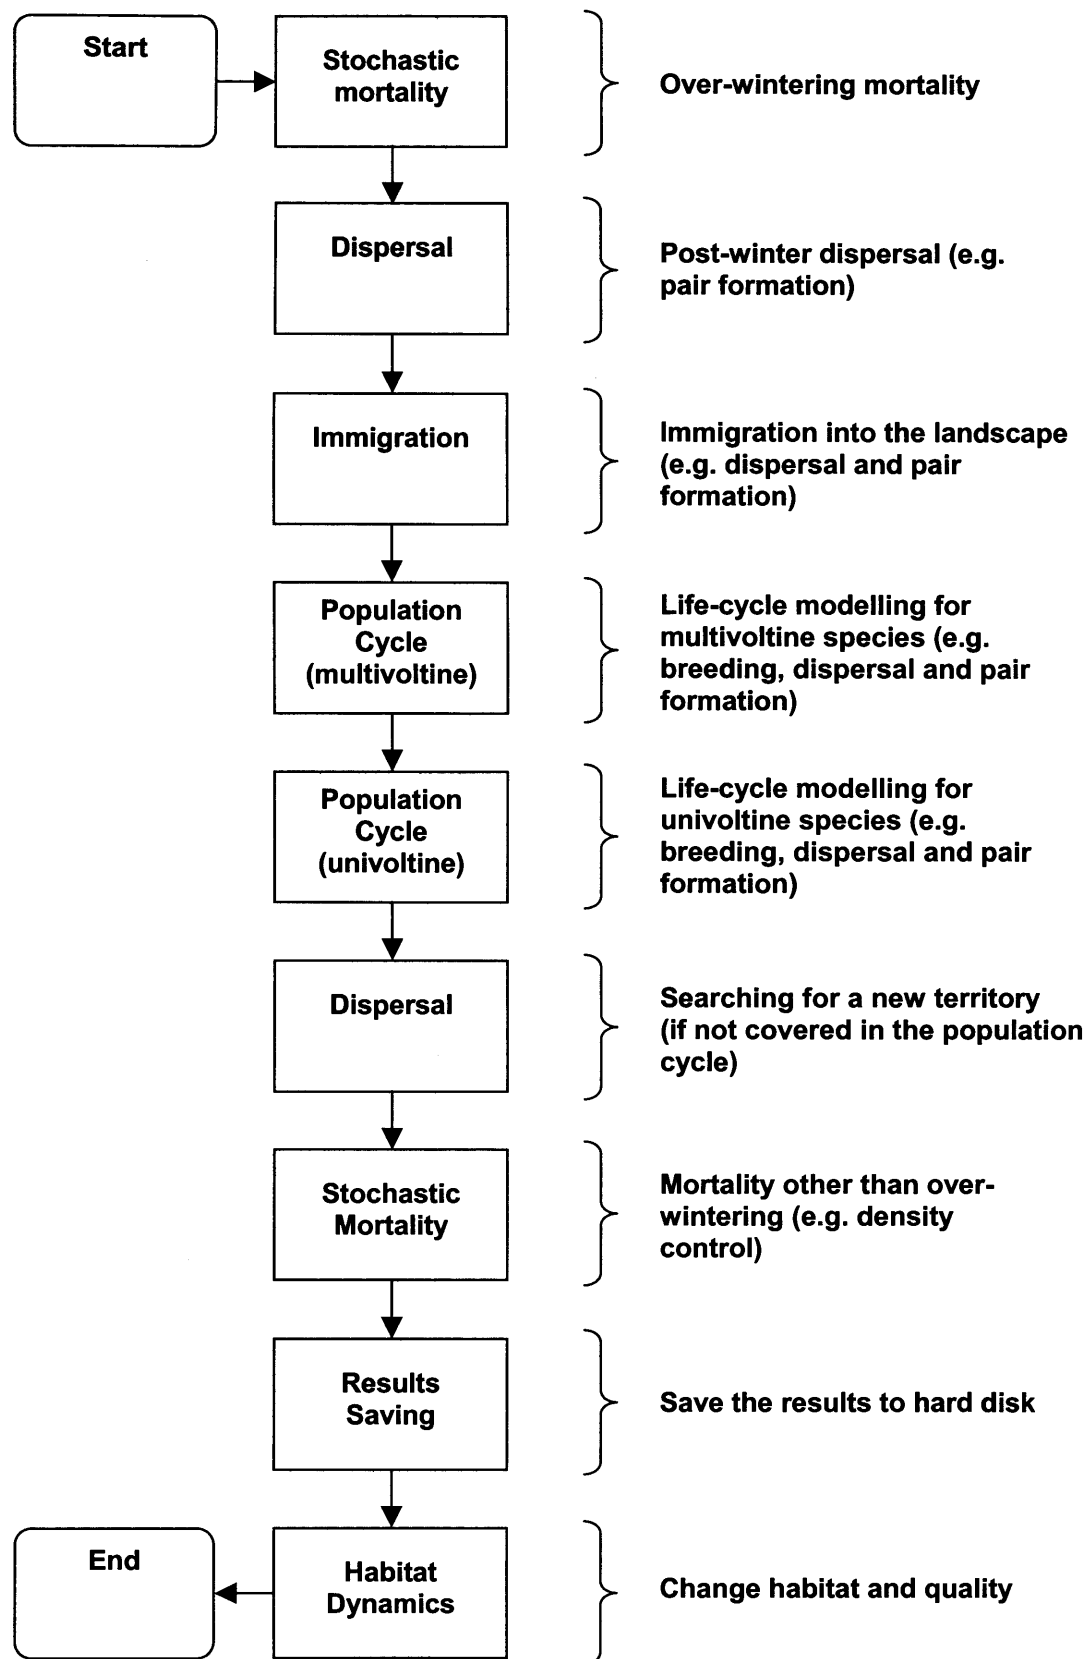 Start
Stochastic
mortality
Over-wintering mortality
Dispersal
Post-winter dispersal (e.g.
pair formation)
Immigration
Immigration into the landscape
(e.g. dispersal and pair
formation)
Population
Cycle
(multivoltine)
Life-cycle modelling for
multivoltine species (e.g.
breeding, dispersal and pair
formation)
Population
Cycle
(univoltine)
Life-cycle modelling for
univoltine species (e.g.
breeding, dispersal and pair
formation)
Dispersal
Searching for a new territory
(if not covered in the population
cycle)
Stochastic
Mortality
Mortality other than over-
wintering (e.g. density
control)
Results
Saving
Save the results to hard disk
End
Habitat
Dynamics
Change habitat and quality